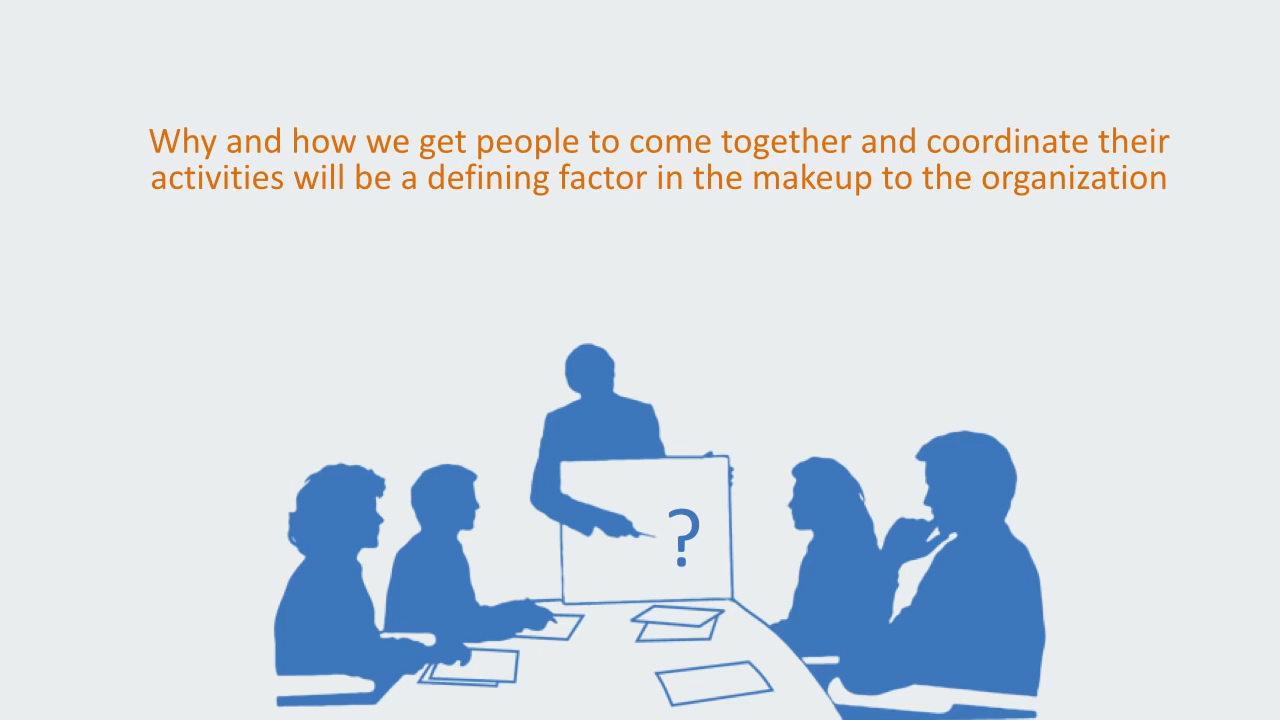 Why and how we get people to come together and coordinate their
activities will be a defining factor in the makeup to the organization
?